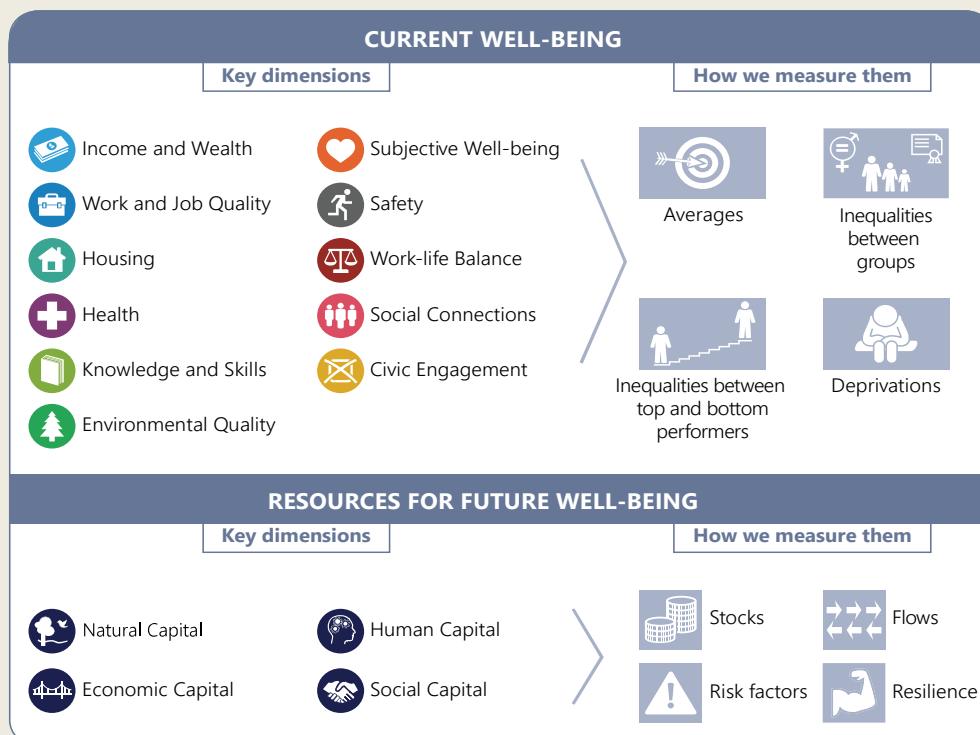 CURRENT WELL-BEING
Key dimensions
How we measure them
Income and Wealth
Work and Job Quality
Housing
Health
Knowledge and Skills
Environmental Quality
Subjective Well-being
Safety
Work-life Balance
Social Connections
Civic Engagement
Averages
Inequalities
between
groups
Inequalities between
top and bottom
performers
Deprivations
RESOURCES FOR FUTURE WELL-BEING
Key dimensions
How we measure them
Natural Capital
Economic Capital
Human Capital
Social Capital
Stocks
Flows
Risk factors
Resilience